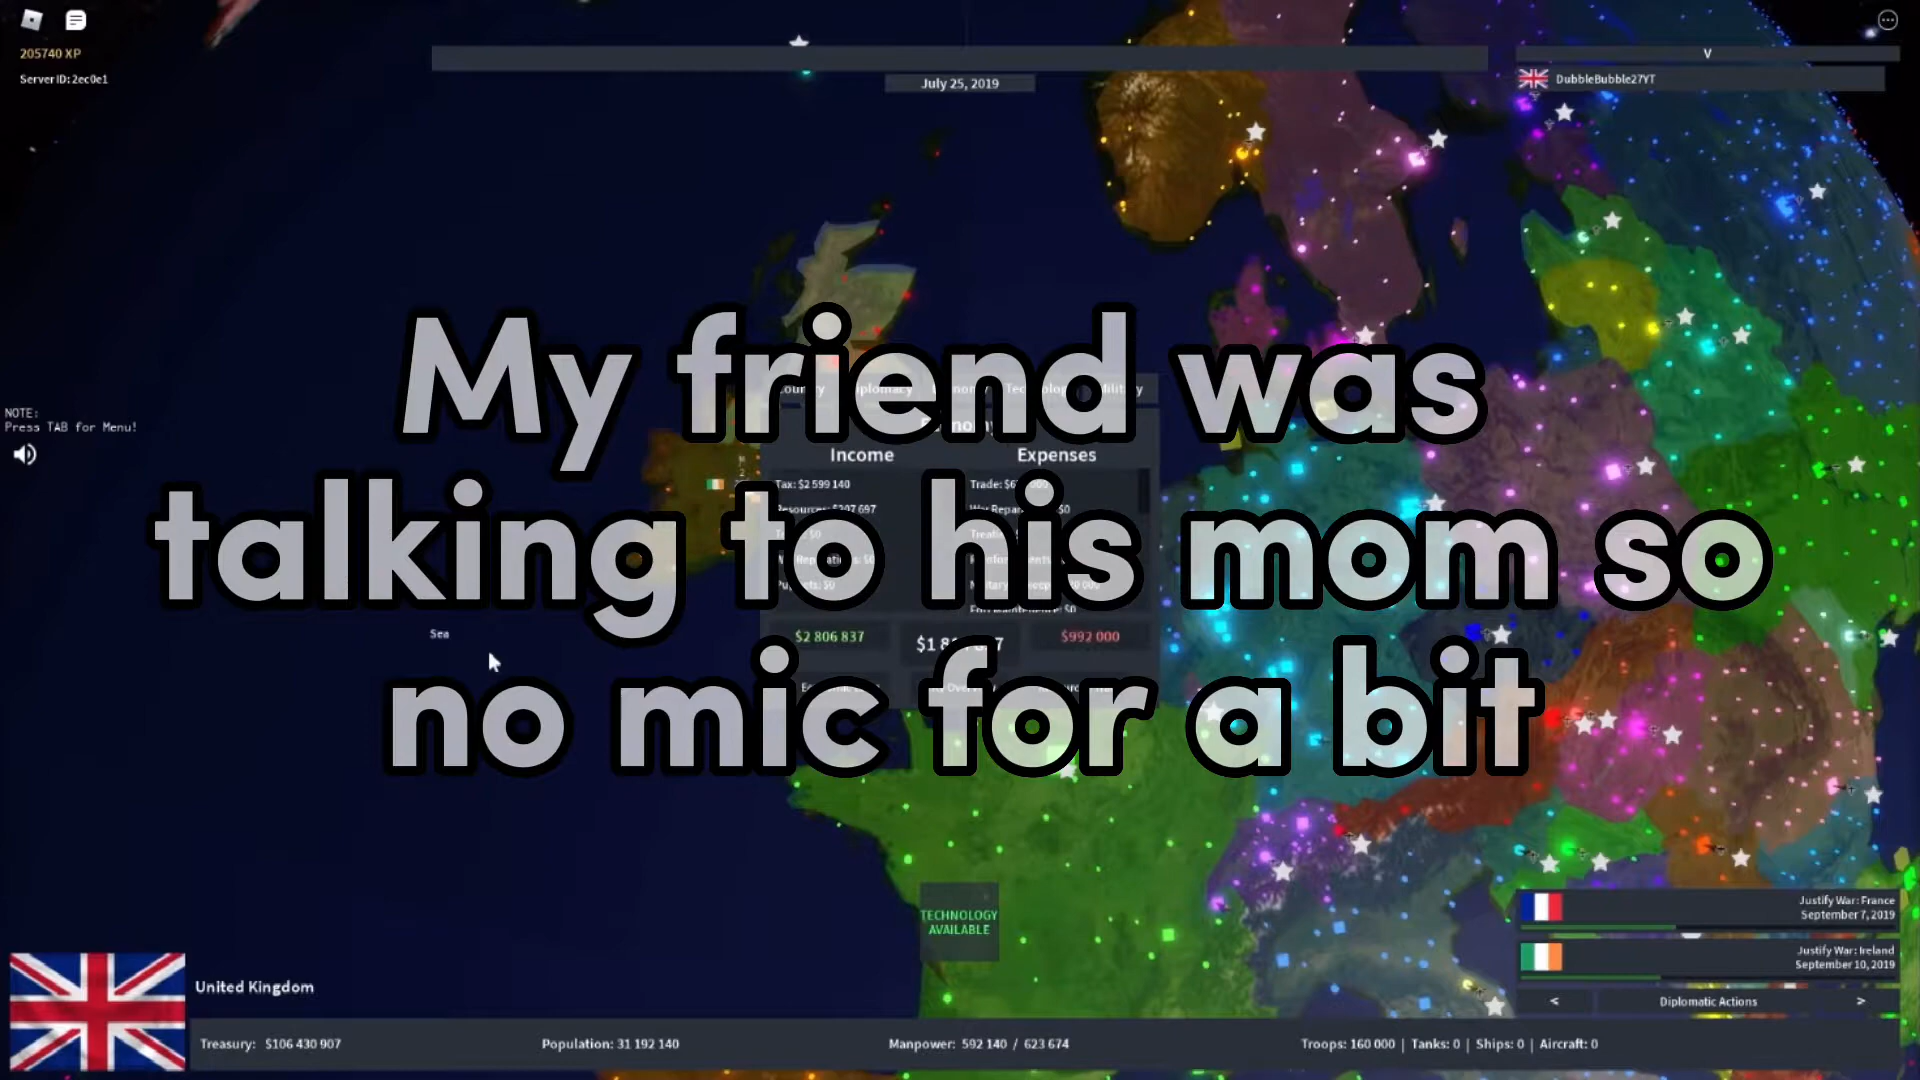 205740 XP
Server ID: 2ec0e1
V
July 25, 2019
DubbleBubble27YT
NOTE:
Press TAB for Menu!
My friend was
talking to his mom so
no mic for a bit
Income
Expenses
Tax: $2 599 140
$0
$0
$2 806 837
$992 000
Sea
TECHNOLOGY
AVAILABLE
Justify War: France
September 7, 2019
Justify War: Ireland
September 10, 2019
< Diplomatic Actions >
United Kingdom
Treasury: $106 430 907
Population: 31 192 140
Manpower: 592 140 / 623 674
Troops: 160 000 | Tanks: 0 | Ships: 0 | Aircraft: 0